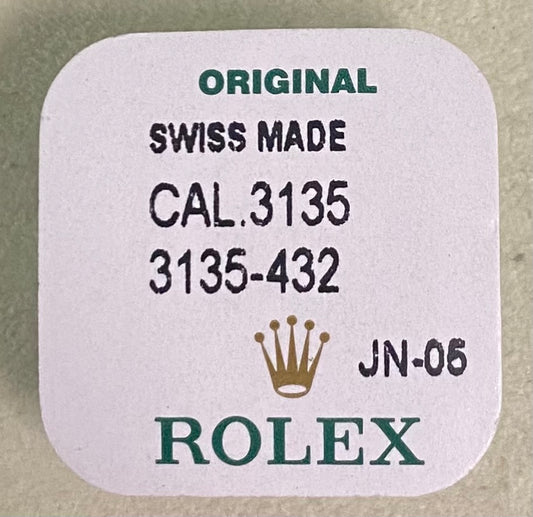 ORIGINAL
SWISS MADE
CAL.3135
3135-432
JN-05
ROLEX